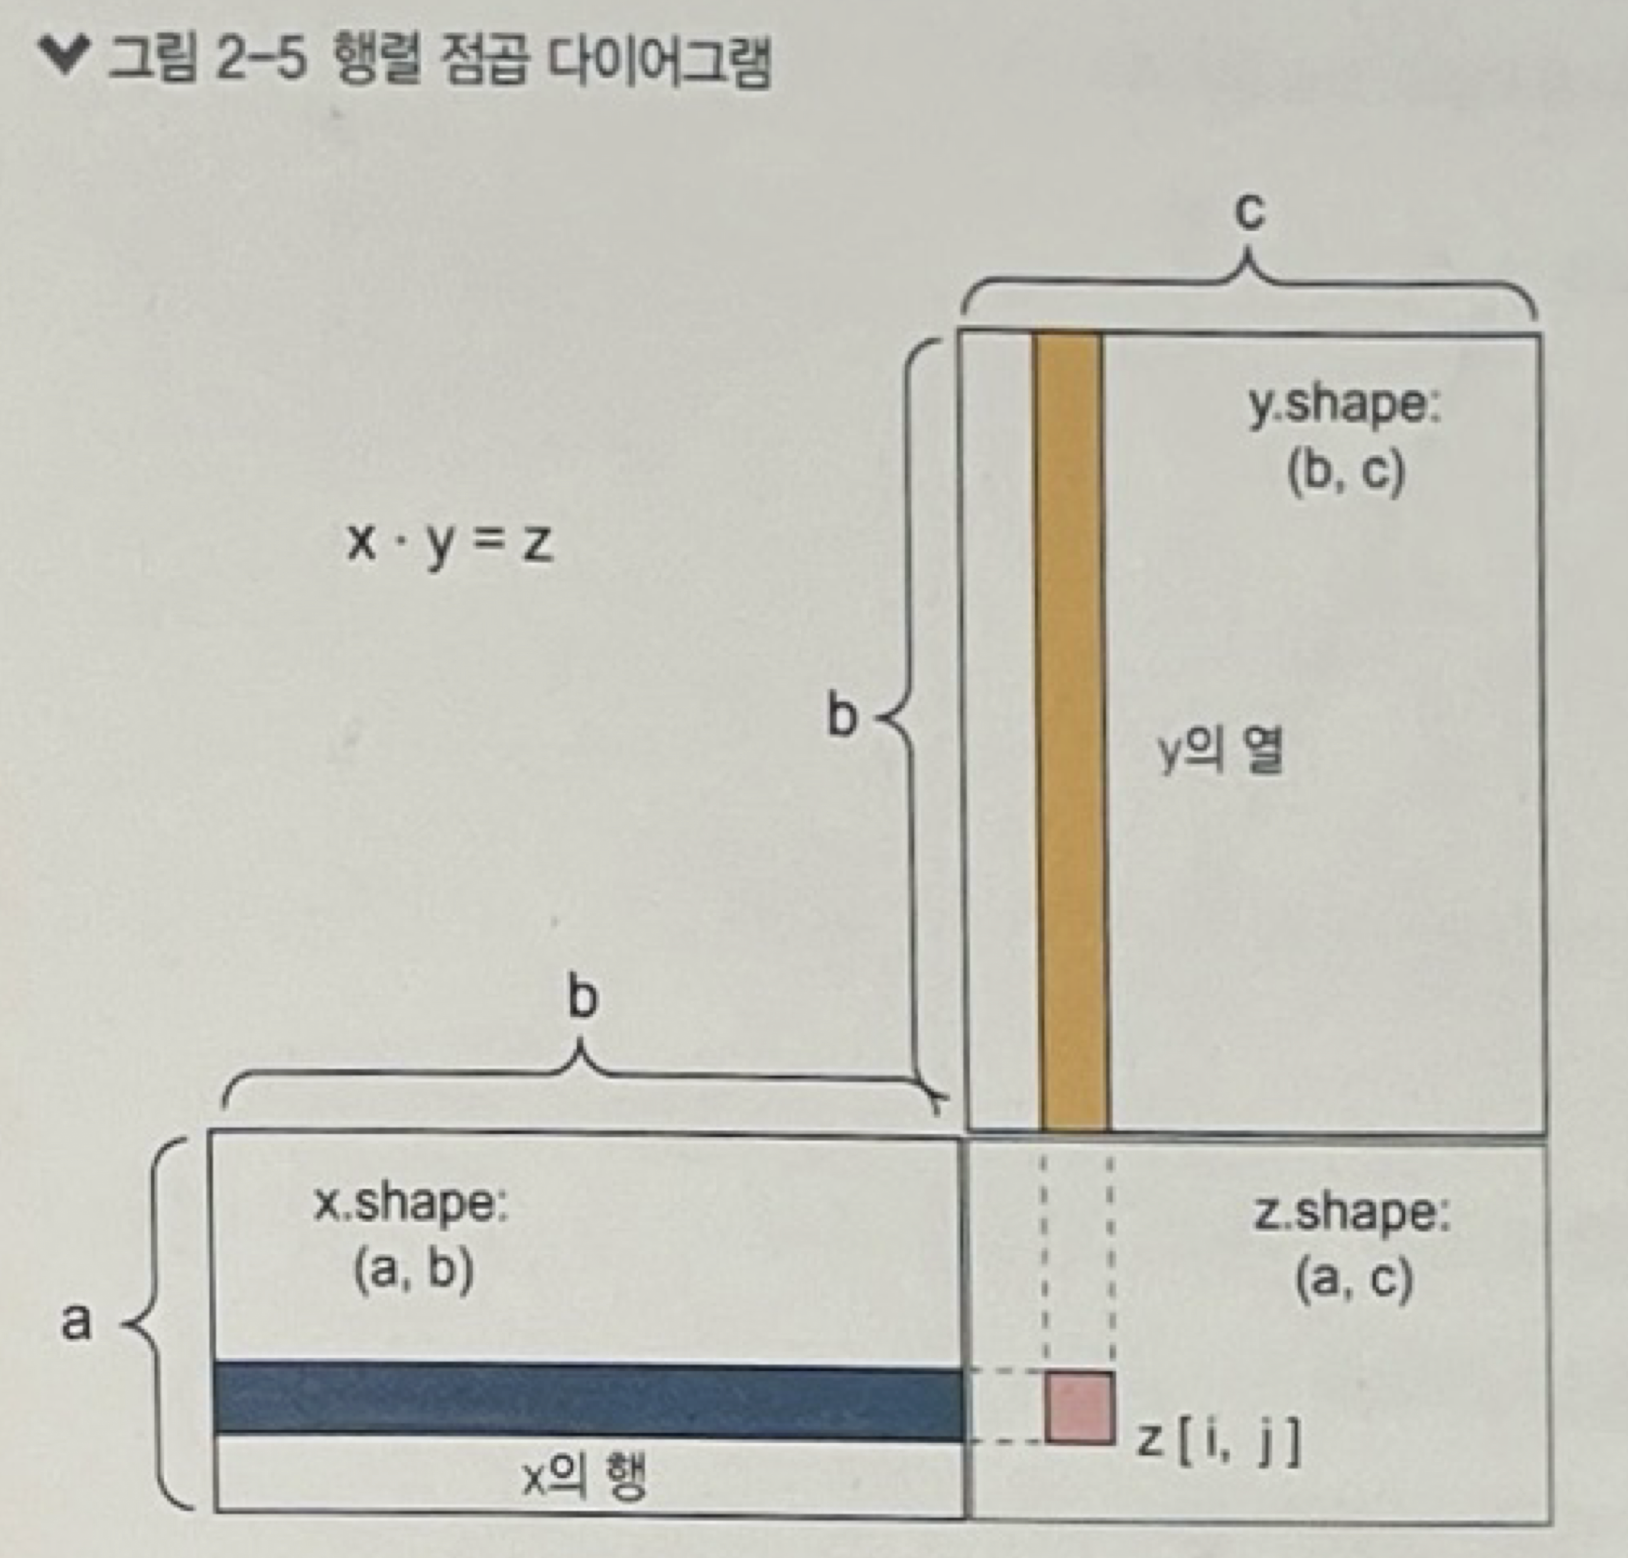 그림 2-5 행렬 점곱 다이어그램
c
y.shape:
(b, c)
x · y = z
b
y의 열
b
x.shape:
(a, b)
z.shape:
(a, c)
a
z [ i, j ]
x의 행